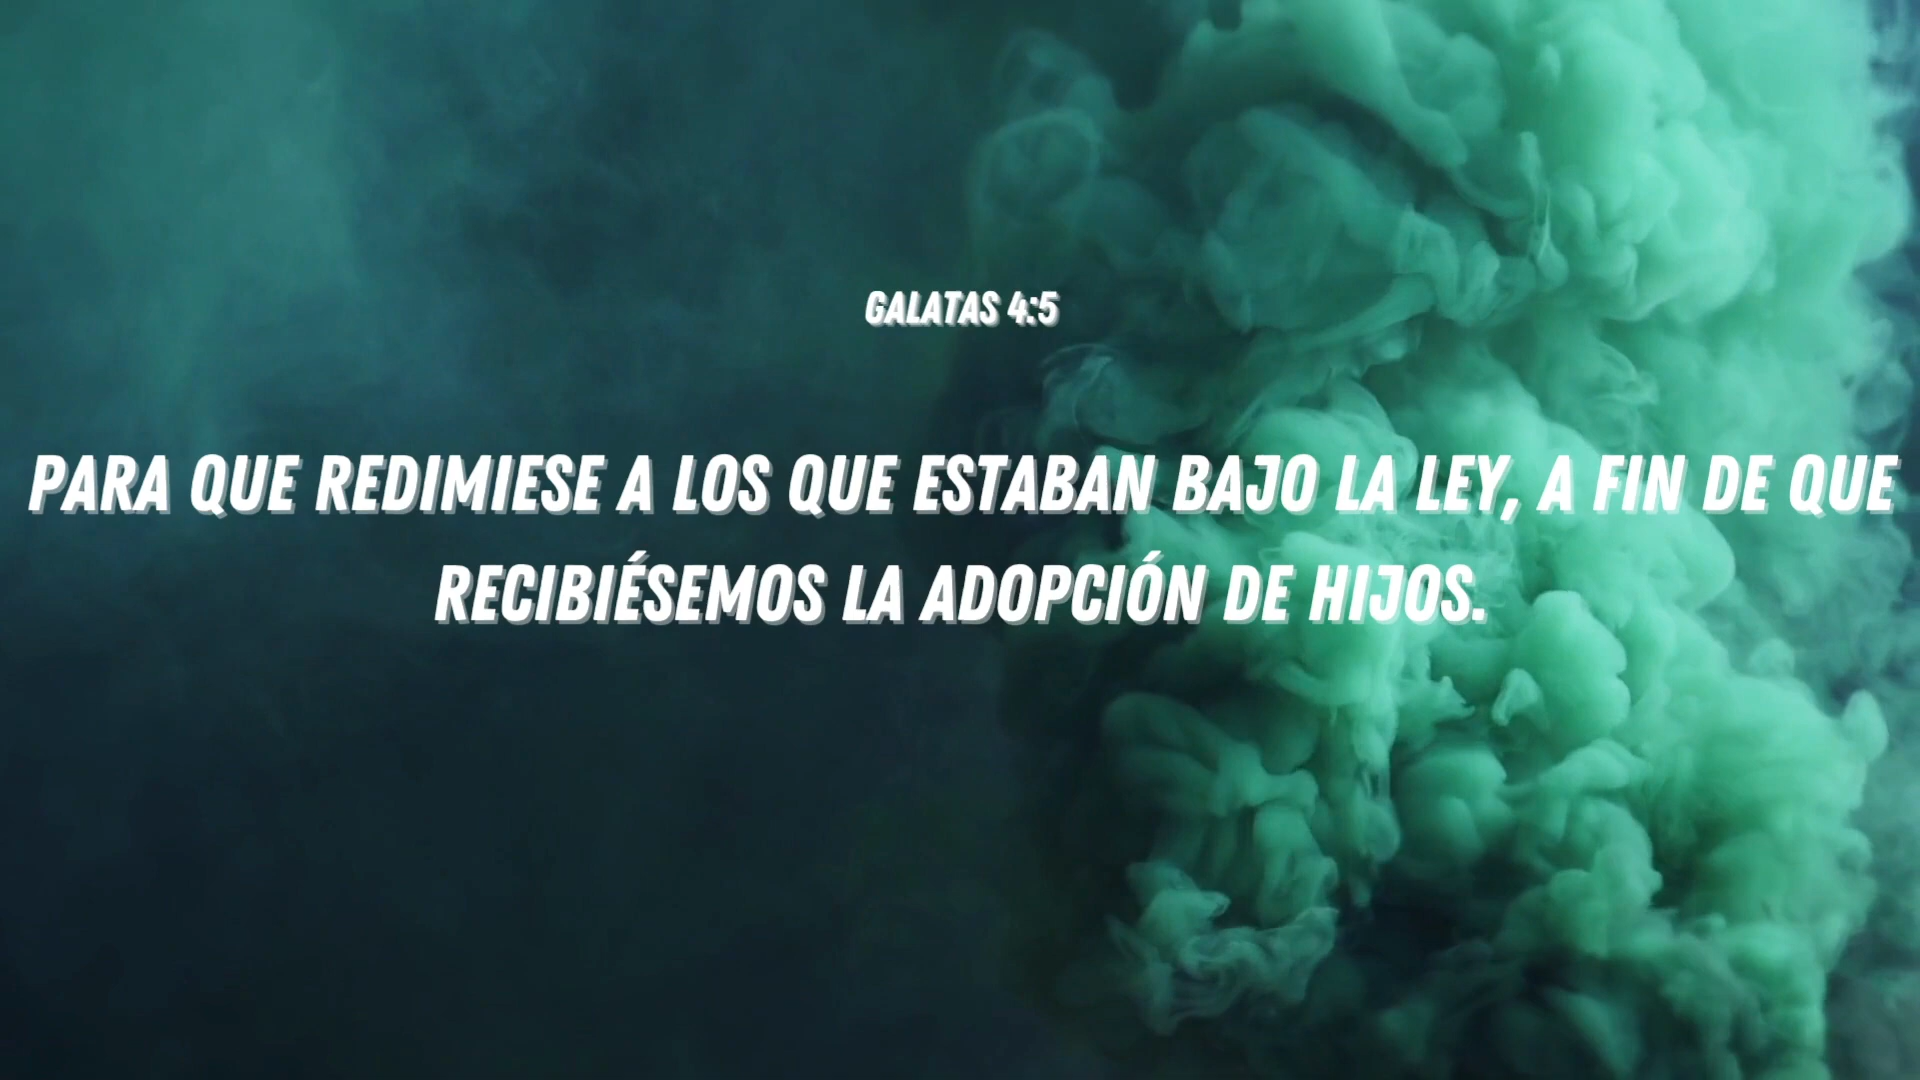 GALATAS 4:5
PARA QUE REDIMIESE A LOS QUE ESTABAN BAJO LA LEY, A FIN DE QUE
RECIBIÉSEMOS LA ADOPCIÓN DE HIJOS.